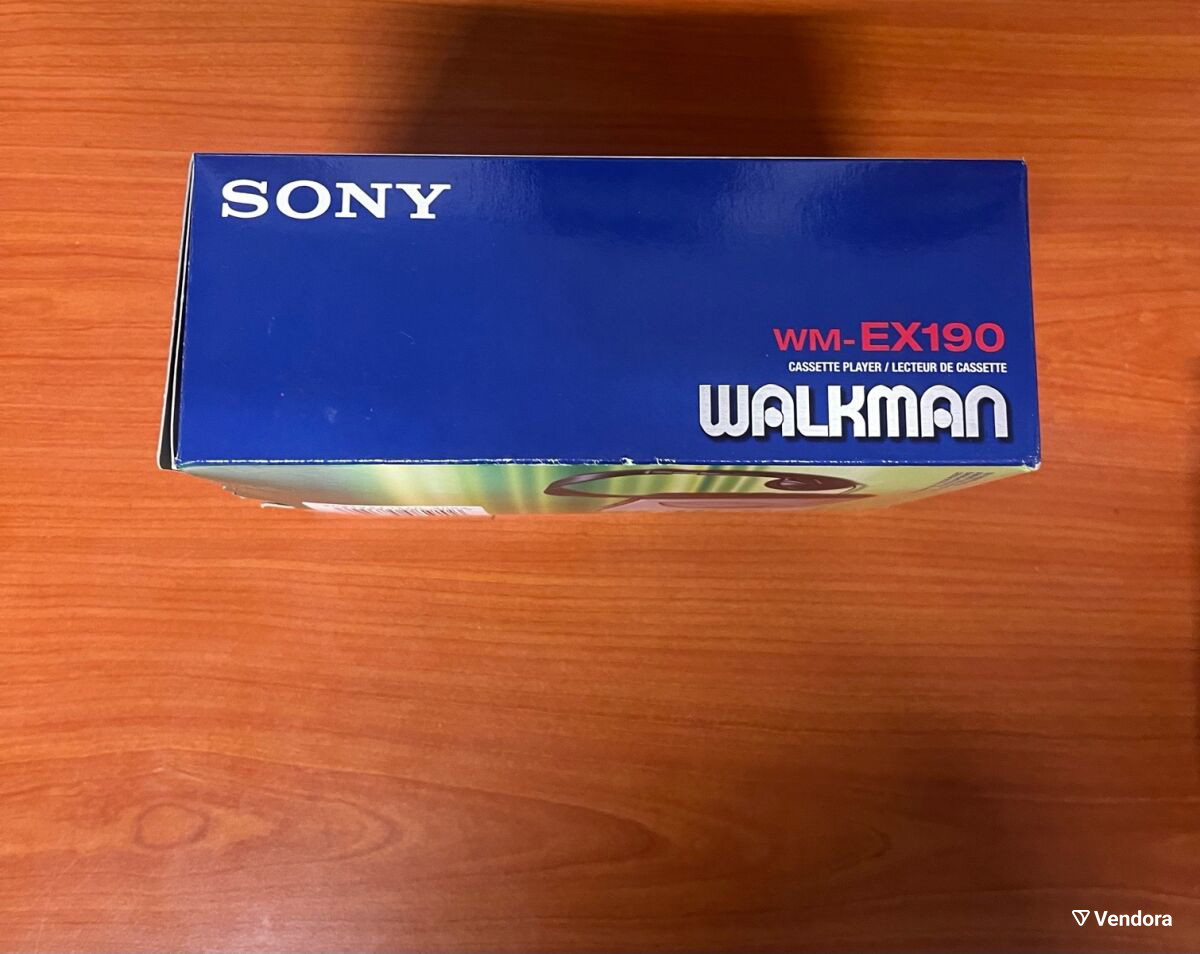 SONY
WM-EX190
CASSETTE PLAYER / LECTEUR DE CASSETTE
WALKMAN
Vendora